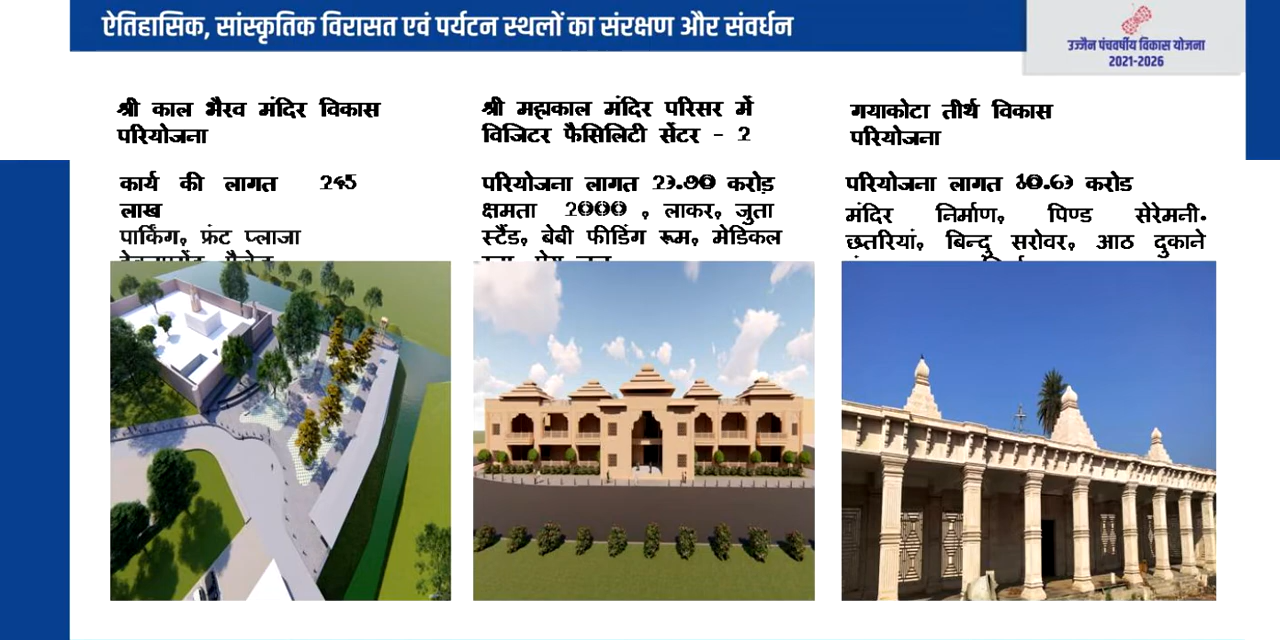 ऐतिहासिक, सांस्कृतिक विरासत एवं पर्यटन स्थलों का संरक्षण और संवर्धन
उज्जैन पंचवर्षीय विकास योजना
2021-2026
श्री काल भैरव मंदिर विकास
परियोजना
कार्य की लागत 245
लाख
पार्किंग, फ्रंट प्लाजा
श्री महाकाल मंदिर परिसर में
विजिटर फैसिलिटी सेंटर - 2
परियोजना लागत 23.90 करोड़
क्षमता 2000 , लाकर, जुता
स्टैंड, बेबी फीडिंग रूम, मेडिकल
गयाकोटा तीर्थ विकास
परियोजना
परियोजना लागत 10.63 करोड
मंदिर निर्माण, पिण्ड सेरेमनी.
छतरियां, बिन्दु सरोवर, आठ दुकाने